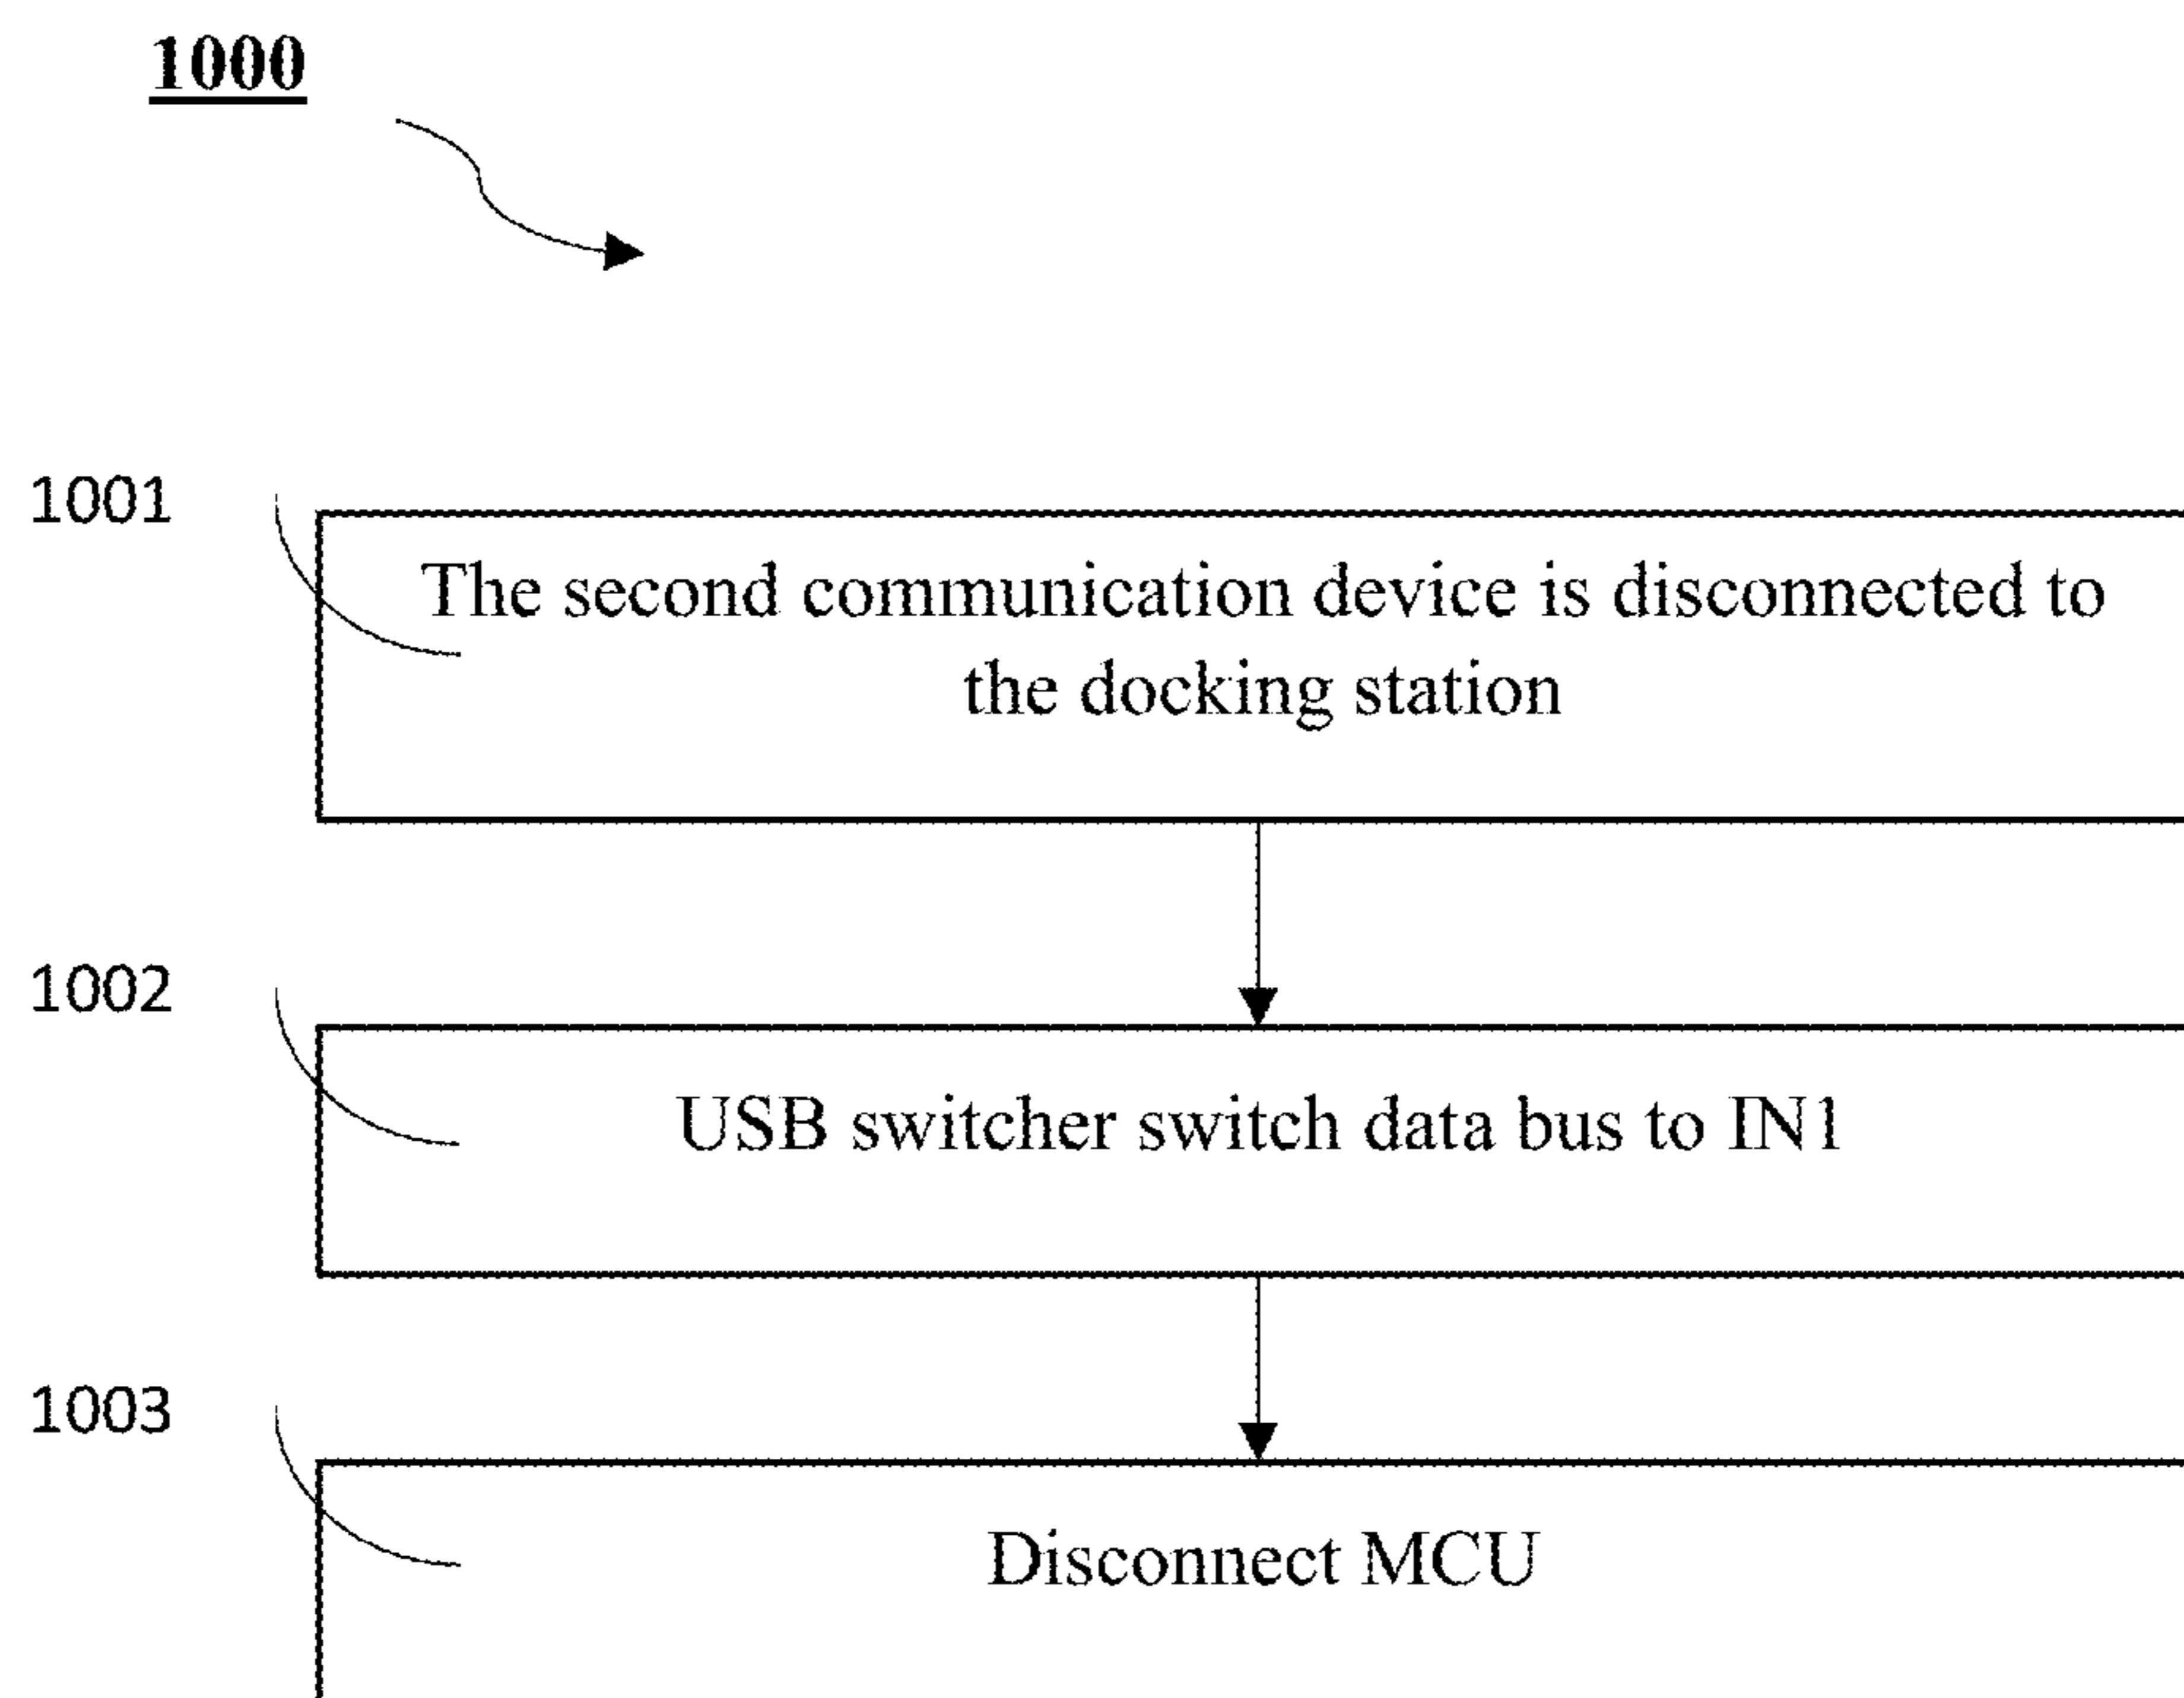 1000
1001
The second communication device is disconnected to
the docking station
1002
USB switcher switch data bus to IN1
1003
Disconnect MCU